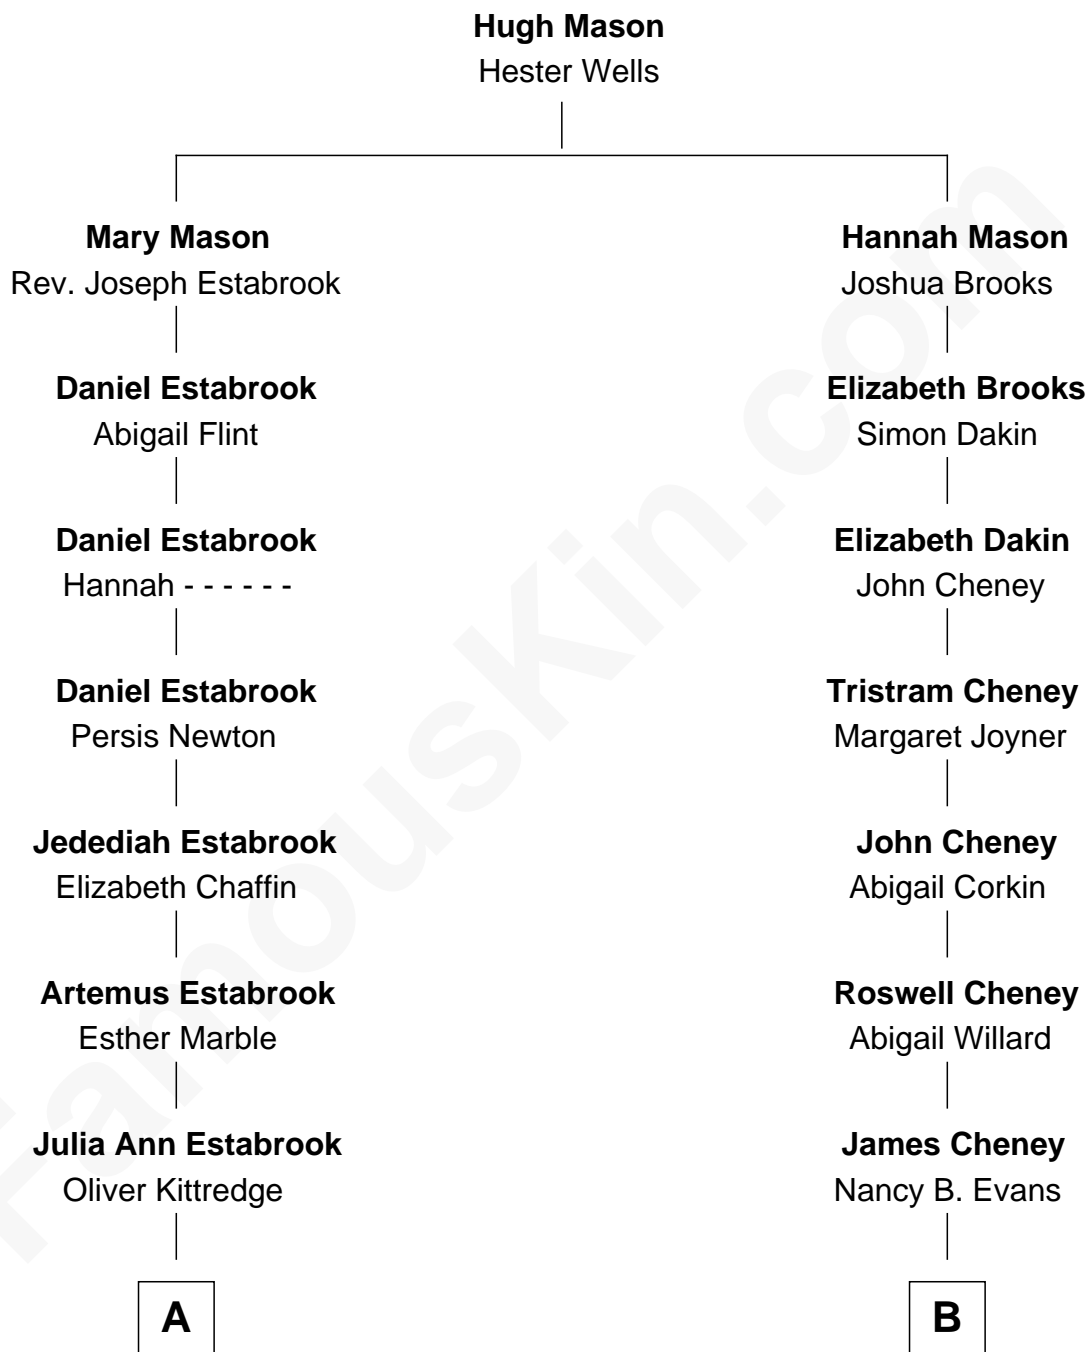 Hugh Mason
Hester Wells
Mary Mason
Rev. Joseph Estabrook
Hannah Mason
Joshua Brooks
Daniel Estabrook
Abigail Flint
Elizabeth Brooks
Simon Dakin
Daniel Estabrook
Hannah - - - - - -
Elizabeth Dakin
John Cheney
Daniel Estabrook
Persis Newton
Tristram Cheney
Margaret Joyner
Jedediah Estabrook
Elizabeth Chaffin
John Cheney
Abigail Corkin
Artemus Estabrook
Esther Marble
Roswell Cheney
Abigail Willard
Julia Ann Estabrook
Oliver Kittredge
James Cheney
Nancy B. Evans
A
B
FamousKin.com